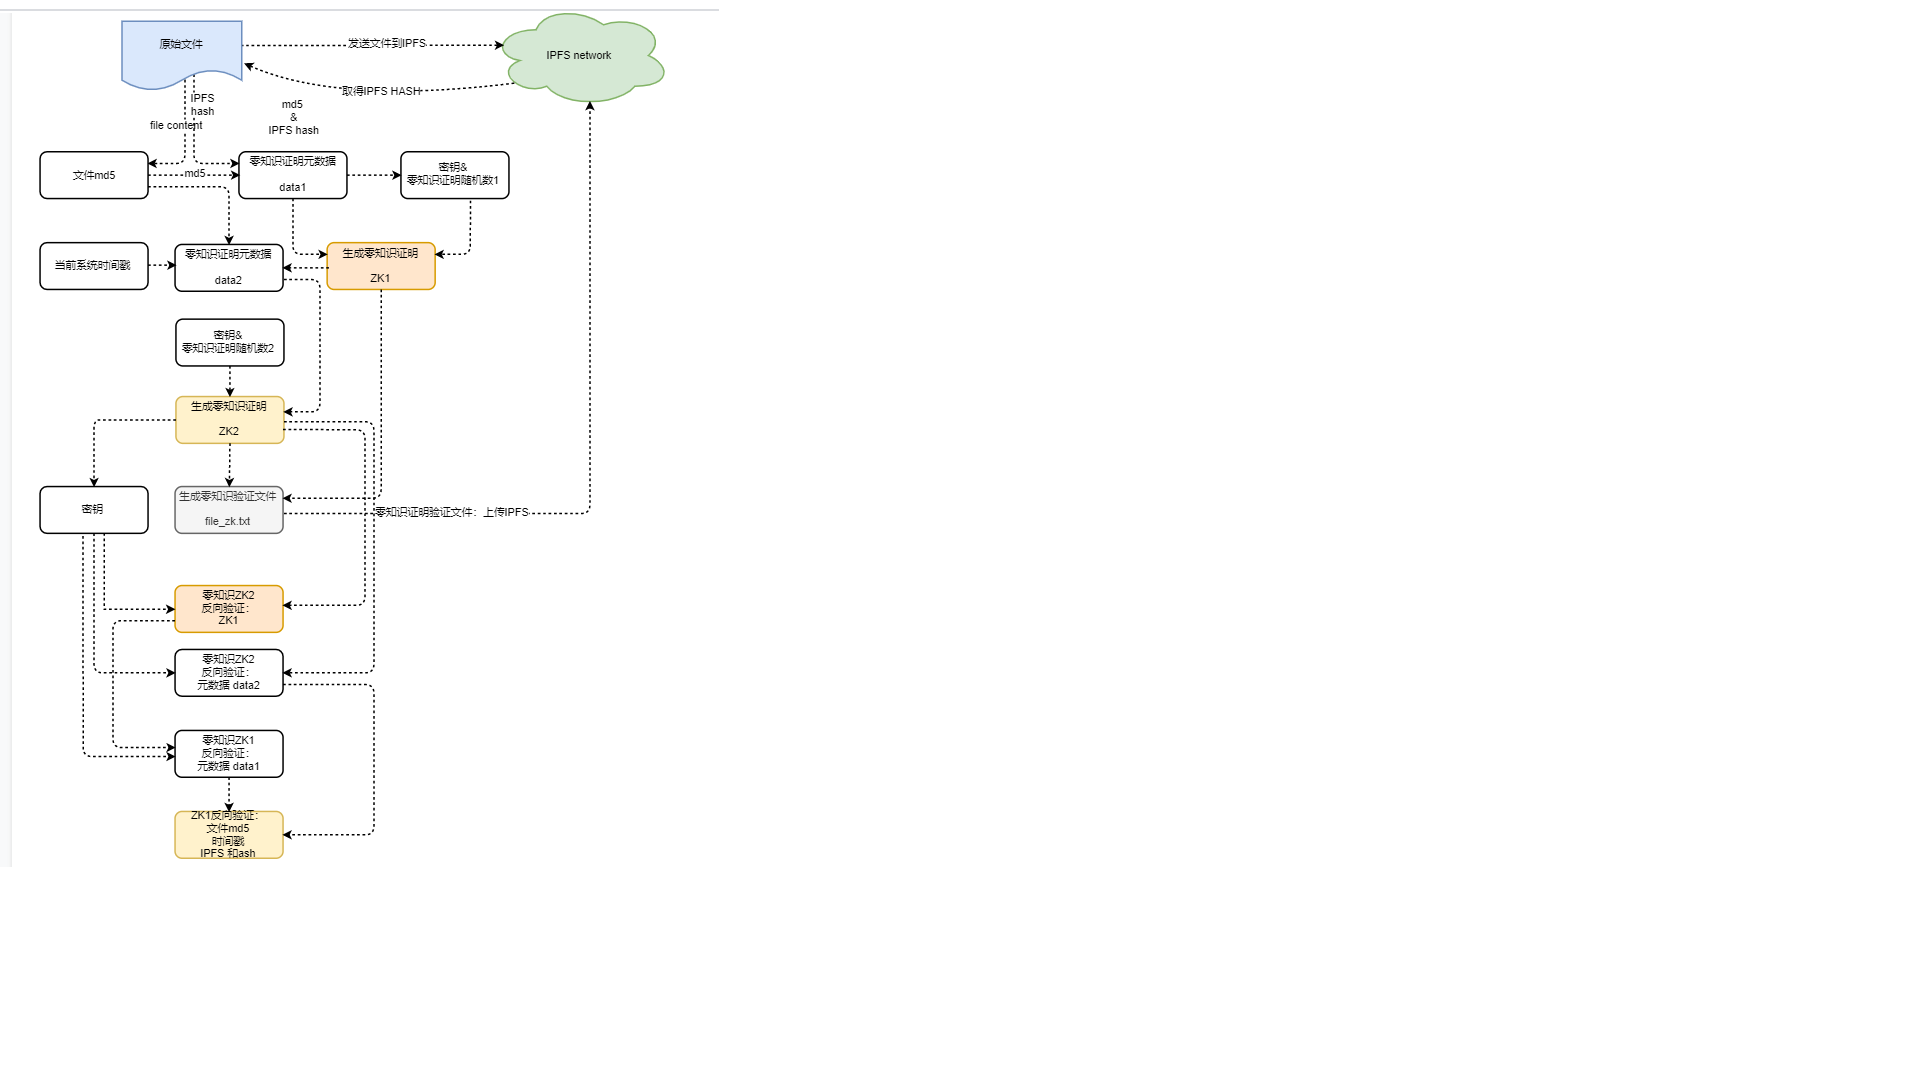 原始文件
发送文件到IPFS
IPFS network
取得IPFS HASH
IPFS
hash
file content
md5
&
IPFS hash
文件md5
md5
零知识证明元数据
data1
密钥&
零知识证明随机数1
当前系统时间戳
零知识证明元数据
data2
生成零知识证明
ZK1
密钥&
零知识证明随机数2
生成零知识证明
ZK2
密钥
生成零知识验证文件
file_zk.txt
零知识证明验证文件：上传IPFS
零知识ZK2
反向验证：
ZK1
零知识ZK2
反向验证：
元数据 data2
零知识ZK1
反向验证：
元数据 data1
ZK1反向验证：
文件md5
时间戳
IPFS 和ash